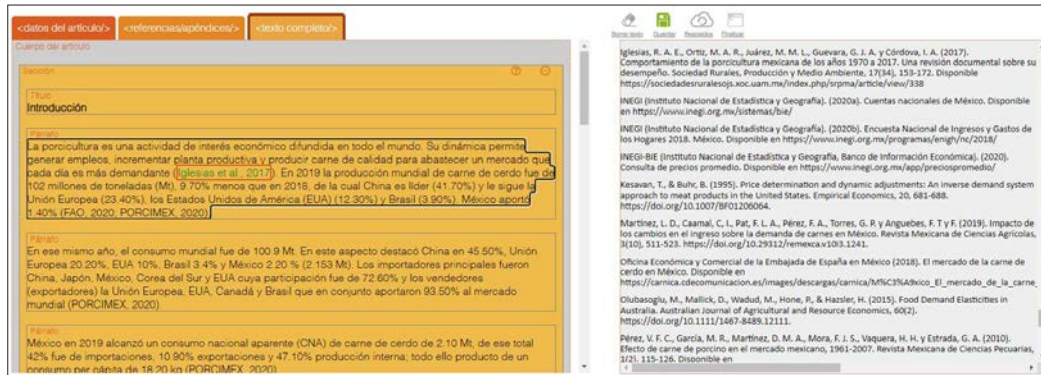 <datos del artículo/> <referencias/apéndices/> <texto completo/>
Cuerpo del artículo
Sección
Título
Introducción
Párrafo
La porcicultura es una actividad de interés económico difundida en todo el mundo. Su dinámica permite
generar empleos, incrementar planta productiva y producir carne de calidad para abastecer un mercado que
cada día es más demandante (Iglesias et al., 2017). En 2019 la producción mundial de carne de cerdo fue de
102 millones de toneladas (Mt), 9.70% menos que en 2018, de la cual China es líder (41.70%) y le sigue la
Unión Europea (23.40%), los Estados Unidos de América (EUA) (12.30%) y Brasil (3.90%). México aportó
1.40% (FAO, 2020; PORCIMEX, 2020).
Párrafo
En ese mismo año, el consumo mundial fue de 100.9 Mt. En este aspecto destacó China en 45.50%, Unión
Europea 20.20%, EUA 10%, Brasil 3.4% y México 2.20 % (2.153 Mt). Los importadores principales fueron
China, Japón, México, Corea del Sur y EUA cuya participación fue de 72.60% y los vendedores
(exportadores) la Unión Europea, EUA, Canadá y Brasil que en conjunto aportaron 93.50% al mercado
mundial (PORCIMEX, 2020).
Párrafo
México en 2019 alcanzó un consumo nacional aparente (CNA) de carne de cerdo de 2.10 Mt, de ese total
42% fue de importaciones, 10.90% exportaciones y 47.10% producción interna; todo ello producto de un
consumo per cápita de 18.20 kg (PORCIMEX, 2020).
Borrar texto Guardar Respaldos Finalizar
Iglesias, R. A. E., Ortiz, M. A. R., Juárez, M. M. L., Guevara, G. J. A. y Córdova, I. A. (2017).
Comportamiento de la porcicultura mexicana de los años 1970 a 2017. Una revisión documental sobre su
desempeño. Sociedad Rurales, Producción y Medio Ambiente, 17(34), 153-172. Disponible
https://sociedadesruralesojs.xoc.uam.mx/index.php/srpma/article/view/338
INEGI (Instituto Nacional de Estadística y Geografía). (2020a). Cuentas nacionales de México. Disponible
en https://www.inegi.org.mx/sistemas/bie/
INEGI (Instituto Nacional de Estadística y Geografía). (2020b). Encuesta Nacional de Ingresos y Gastos de
los Hogares 2018. México. Disponible en https://www.inegi.org.mx/programas/enigh/nc/2018/
INEGI-BIE (Instituto Nacional de Estadística y Geografía, Banco de Información Económica). (2020).
Consulta de precios promedio. Disponible en https://www.inegi.org.mx/app/preciospromedio/
Kesavan, T., & Buhr, B. (1995). Price determination and dynamic adjustments: An inverse demand system
approach to meat products in the United States. Empirical Economics, 20, 681-688.
https://doi.org/10.1007/BF01206064.
Martínez, L. D., Caamal, C, I., Pat, F. L. A., Pérez, F. A., Torres, G. P. y Anguebes, F. T y F. (2019). Impacto de
los cambios en el ingreso sobre la demanda de carnes en México. Revista Mexicana de Ciencias Agrícolas,
3(10), 511-523. https://doi.org/10.29312/remexca.v10i3.1241.
Oficina Económica y Comercial de la Embajada de España en México (2018). El mercado de la carne de
cerdo en México. Disponible en
https://carnica.cdecomunicacion.es/images/descargas/carnica/M%C3%A9xico_El_mercado_de_la_carne_
Olubasoglu, M., Mallick, D., Wadud, M., Hone, P., & Hazsler, H. (2015). Food Demand Elasticities in
Australia. Australian Journal of Agricultural and Resource Economics, 60(2).
https://doi.org/10.1111/1467-8489.12111.
Pérez, V. F. C., García, M. R., Martínez, D. M. A., Mora, F. J. S., Vaquera, H. H. y Estrada, G. A. (2010).
Efecto de carne de porcino en el mercado mexicano, 1961-2007. Revista Mexicana de Ciencias Pecuarias,
1(2), 115-126. Disponible en